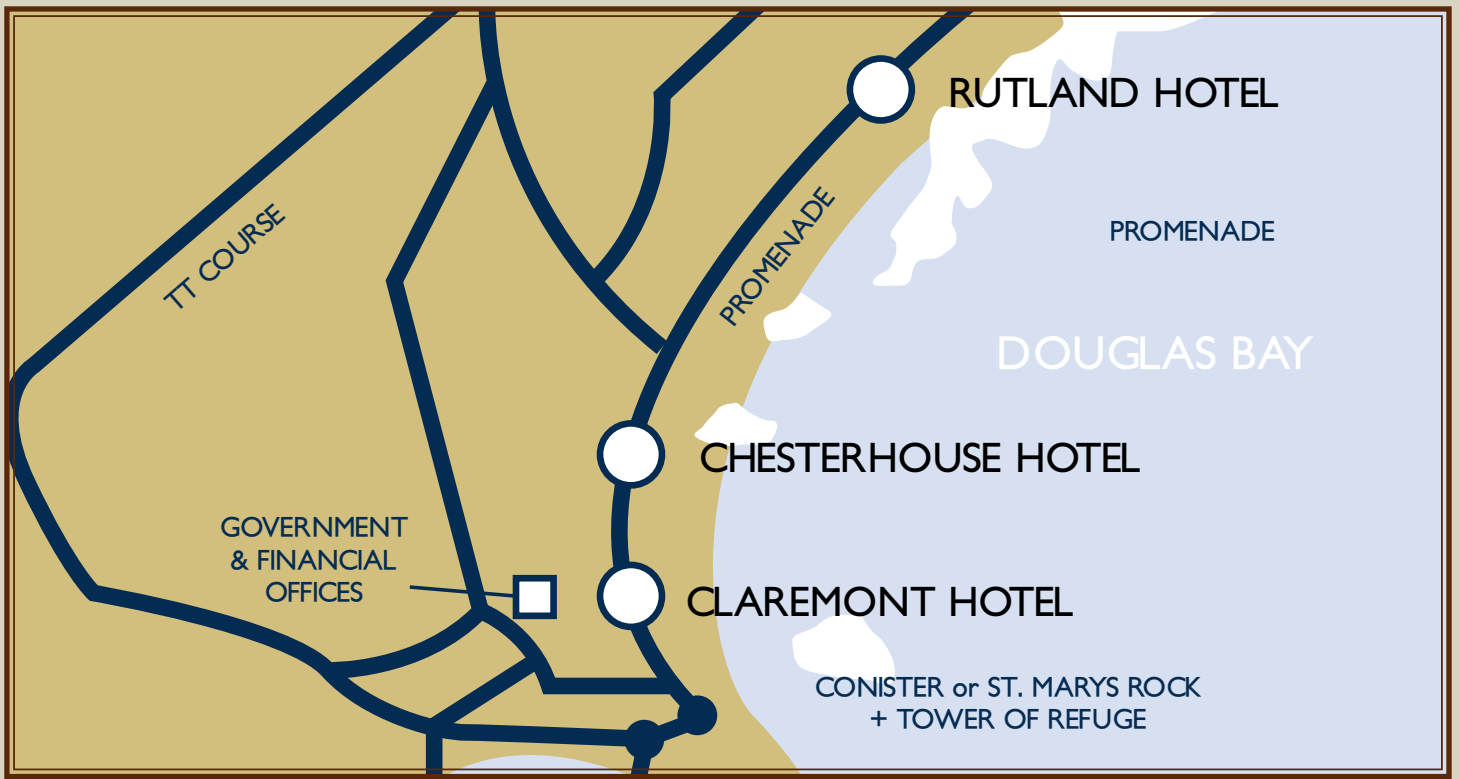 RUTLAND HOTEL
TT COURSE
PROMENADE
PROMENADE
DOUGLAS BAY
CHESTERHOUSE HOTEL
GOVERNMENT
& FINANCIAL
OFFICES
CLAREMONT HOTEL
CONISTER or ST. MARYS ROCK
+ TOWER OF REFUGE